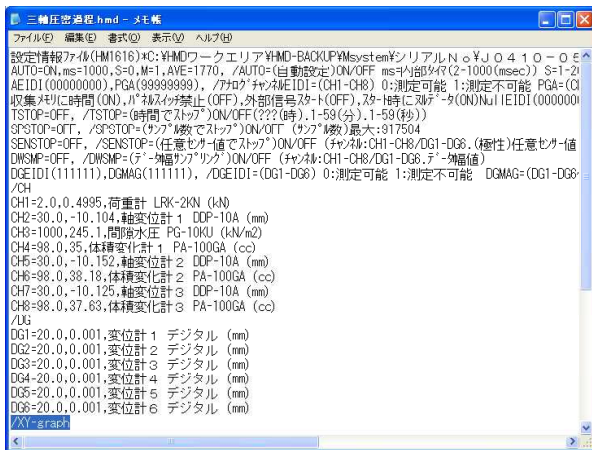 三軸圧密過程.hmd - メモ帳
ファイル(F) 編集(E) 書式(O) 表示(V) ヘルプ(H)
設定情報ファイル(HM1616)*C:¥HMDワークエリア¥HMD-BACKUP¥Msystem¥シリアルNo¥J0410-05
AUTO=ON,ms=1000,S=0,M=1,AVE=1770, /AUTO=(自動設定)ON/OFF ms=内部タイマ(2-1000(msec)) S=1-2
AEIDI(00000000),PGA(99999999), /アナログチャンネルEIDI=(CH1-CH8) 0:測定可能 1:測定不可能 PGA=(C
収集メモリに時間(ON),パネルスイッチ禁止(OFF),外部信号スタート(OFF),スタート時にヌルデータ(ON)NullEIDI(000000
TSTOP=OFF, /TSTOP=(時間でストップ)ON/OFF(???(時).1-59(分).1-59(秒))
SPSTOP=OFF, /SPSTOP=(サンプル数でストップ)ON/OFF (サンプル数)最大:917504
SENSTOP=OFF, /SENSTOP=(任意センサー値でストップ)ON/OFF (チャンネル:CH1-CH8/DG1-DG6.(極性)任意センサー値
DWSMP=OFF, /DWSMP=(データ幅サンプリング)ON/OFF (チャンネル:CH1-CH8/DG1-DG6.データ幅値)
DGEIDI(111111),DGMAG(111111), /DGEIDI=(DG1-DG6) 0:測定可能 1:測定不可能 DGMAG=(DG1-DG6
/CH
CH1=2.0,0.4995,荷重計 LRK-2KN (kN)
CH2=30.0,-10.104,軸変位計1 DDP-10A (mm)
CH3=1000,245.1,間隙水圧 PG-10KU (kN/m2)
CH4=98.0,35,体積変化計1 PA-100GA (cc)
CH5=30.0,-10.152,軸変位計2 DDP-10A (mm)
CH6=98.0,38.18,体積変化計2 PA-100GA (cc)
CH7=30.0,-10.125,軸変位計3 DDP-10A (mm)
CH8=98.0,37.63,体積変化計3 PA-100GA (cc)
/DG
DG1=20.0,0.001,変位計1 デジタル (mm)
DG2=20.0,0.001,変位計2 デジタル (mm)
DG3=20.0,0.001,変位計3 デジタル (mm)
DG4=20.0,0.001,変位計4 デジタル (mm)
DG5=20.0,0.001,変位計5 デジタル (mm)
DG6=20.0,0.001,変位計6 デジタル (mm)
/XY-graph